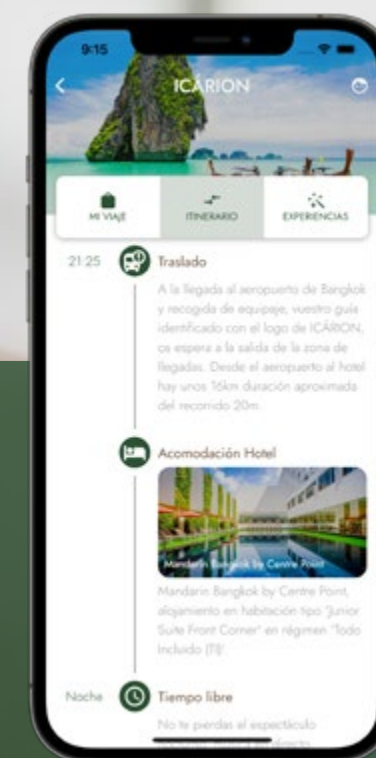 9:15
ICÁRION
MI VIAJE
ITINERARIO
EXPERIENCIAS
21:25
Traslado
A la llegada al aeropuerto de Bangkok
y recogida de equipaje, vuestro guía
identificado con el logo de ICÁRION,
os espera a la salida de la zona de
llegadas. Desde el aeropuerto al hotel
hay unos 16km duración aproximada
del recorrido 20m.
Acomodación Hotel
Mandarin Bangkok by Centre Point
Mandarin Bangkok by Centre Point,
alojamiento en habitación tipo "Junior
Suite Front Corner" en régimen "Todo
Incluido (TI)".
Noche
Tiempo libre
No te pierdas el espectáculo